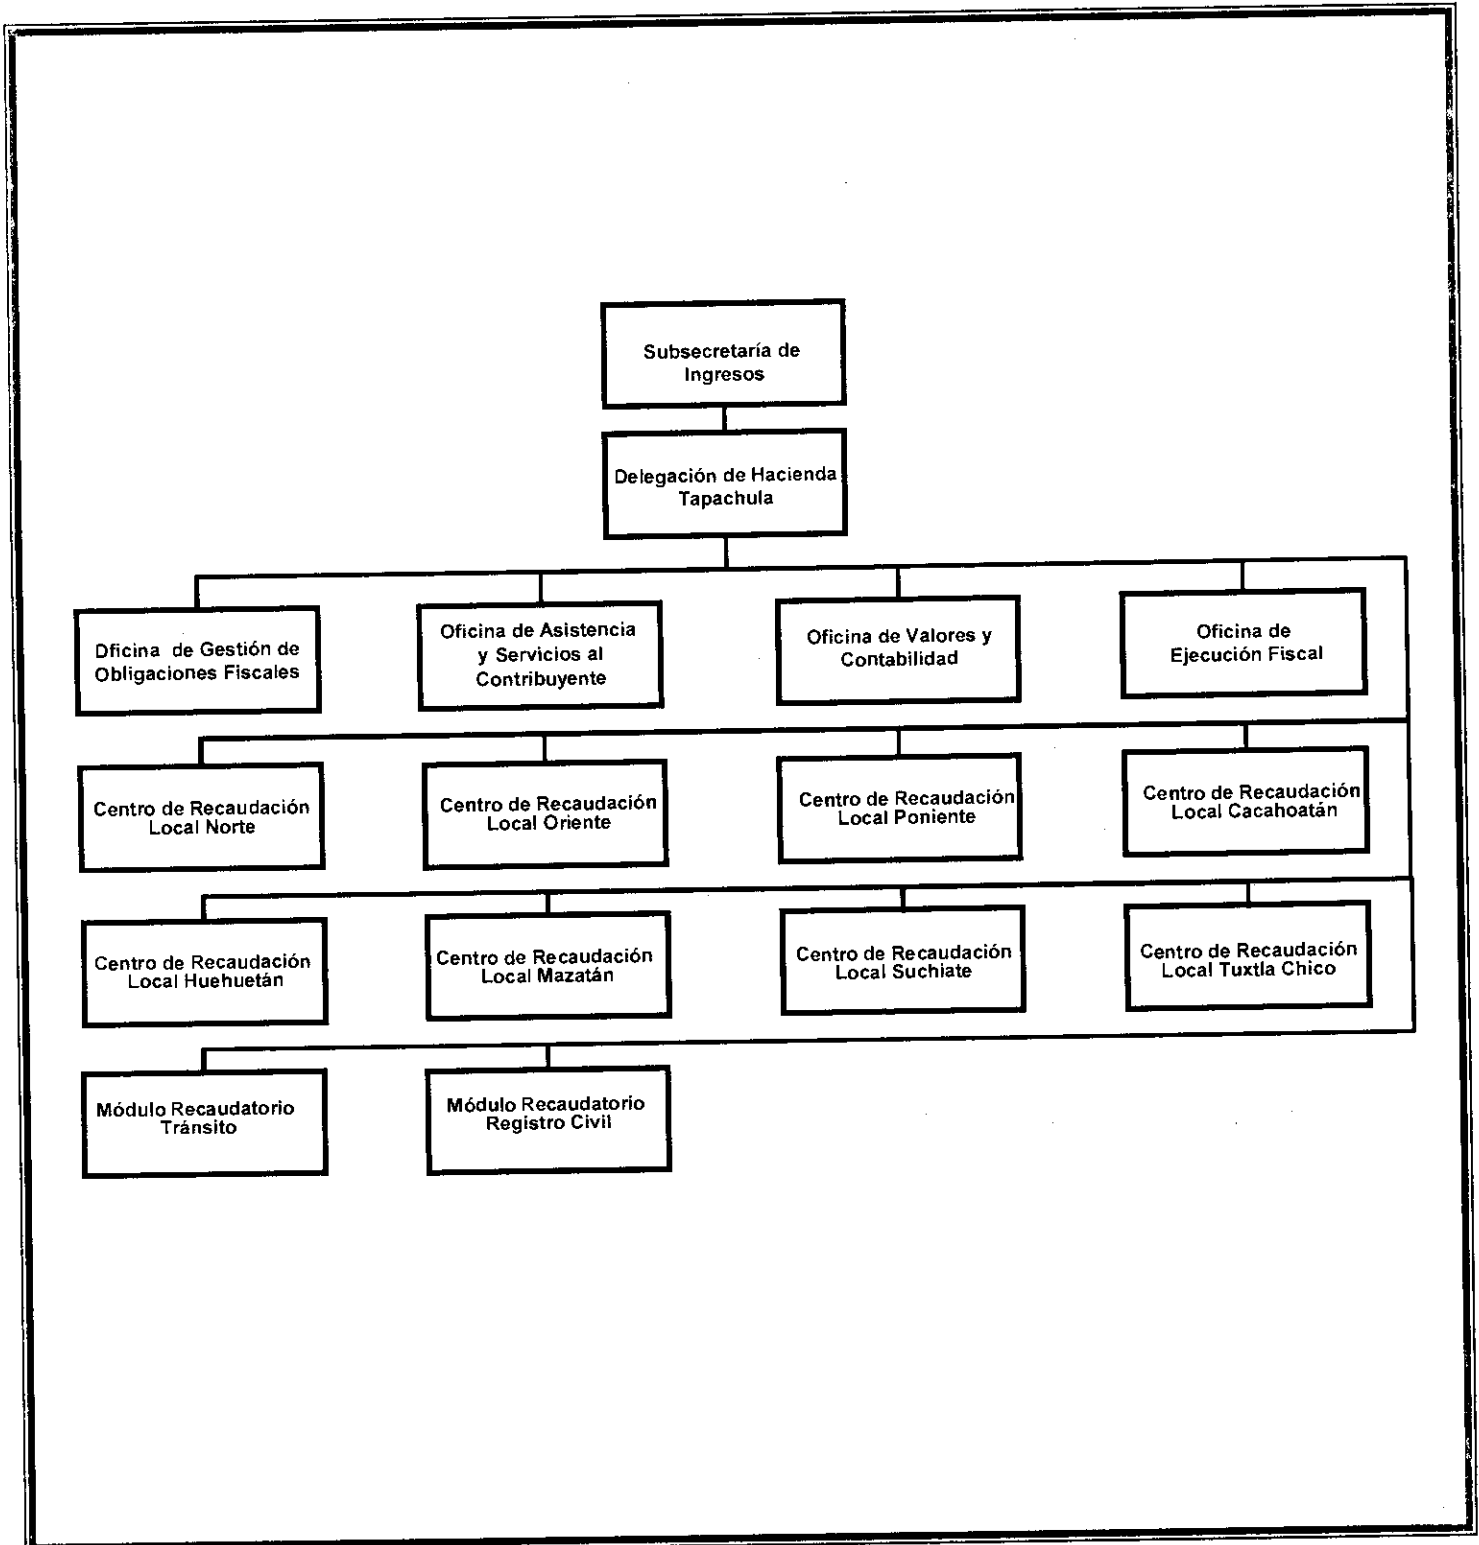 Subsecretaría de
Ingresos
Delegación de Hacienda
Tapachula
Oficina de Gestión de
Obligaciones Fiscales
Oficina de Asistencia
y Servicios al
Contribuyente
Oficina de Valores y
Contabilidad
Oficina de
Ejecución Fiscal
Centro de Recaudación
Local Norte
Centro de Recaudación
Local Oriente
Centro de Recaudación
Local Poniente
Centro de Recaudación
Local Cacahoatán
Centro de Recaudación
Local Huehuetán
Centro de Recaudación
Local Mazatán
Centro de Recaudación
Local Suchiate
Centro de Recaudación
Local Tuxtla Chico
Módulo Recaudatorio
Tránsito
Módulo Recaudatorio
Registro Civil